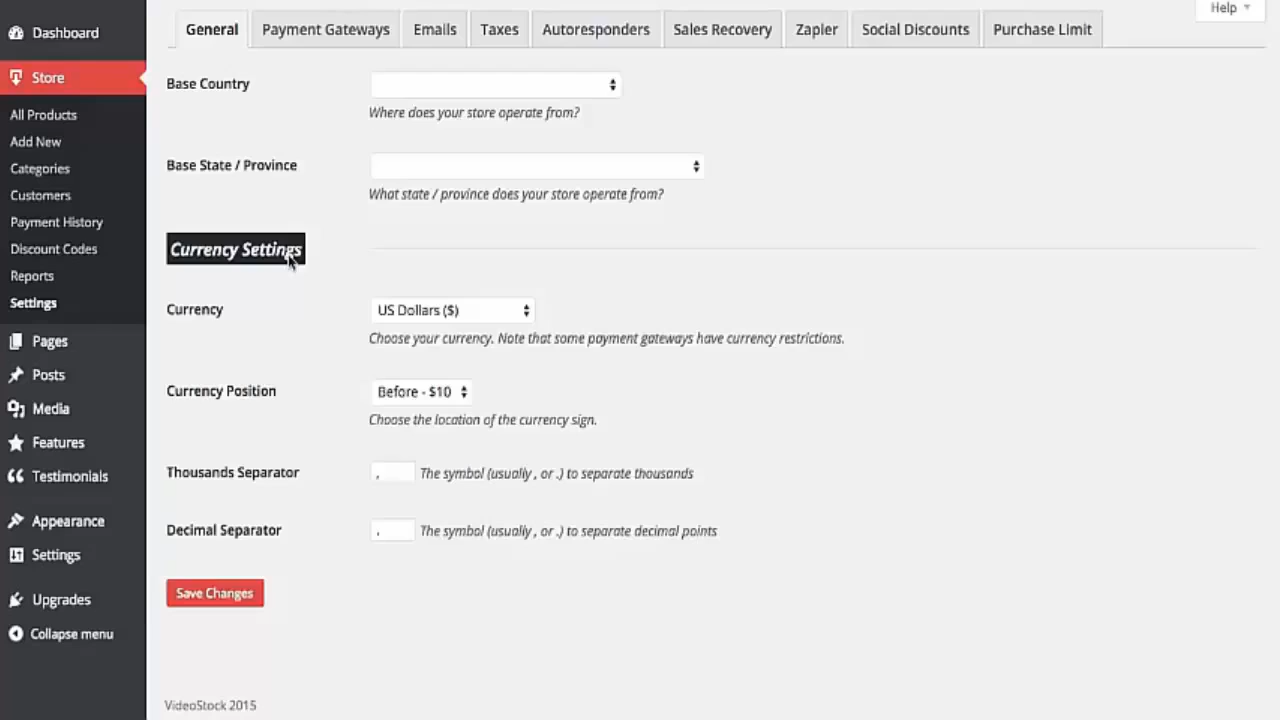 Dashboard
Store
All Products
Add New
Categories
Customers
Payment History
Discount Codes
Reports
Settings
Pages
Posts
Media
Features
Testimonials
Appearance
Settings
Upgrades
Collapse menu
Help
General Payment Gateways Emails Taxes Autoresponders Sales Recovery Zapier Social Discounts Purchase Limit
Base Country
Where does your store operate from?
Base State / Province
What state / province does your store operate from?
Currency Settings
Currency US Dollars ($)
Choose your currency. Note that some payment gateways have currency restrictions.
Currency Position Before - $10
Choose the location of the currency sign.
Thousands Separator , The symbol (usually , or .) to separate thousands
Decimal Separator . The symbol (usually , or .) to separate decimal points
Save Changes
VideoStock 2015